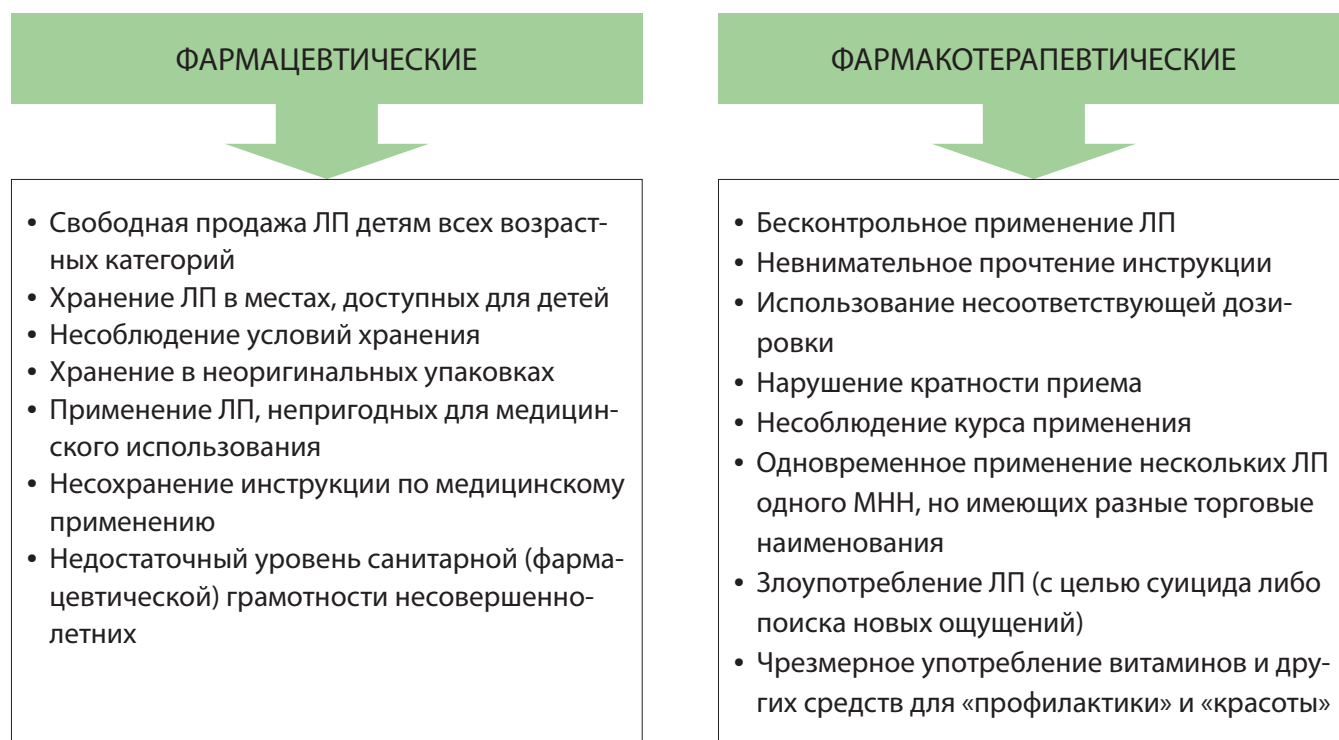 ФАРМАЦЕВТИЧЕСКИЕ
• Свободная продажа ЛП детям всех возраст-
ных категорий
• Хранение ЛП в местах, доступных для детей
• Несоблюдение условий хранения
• Хранение в неоригинальных упаковках
• Применение ЛП, непригодных для медицин-
ского использования
• Несохранение инструкции по медицинскому
применению
• Недостаточный уровень санитарной (фарма-
цевтической) грамотности несовершенно-
летних
ФАРМАКОТЕРАПЕВТИЧЕСКИЕ
• Бесконтрольное применение ЛП
• Невнимательное прочтение инструкции
• Использование несоответствующей дози-
ровки
• Нарушение кратности приема
• Несоблюдение курса применения
• Одновременное применение нескольких ЛП
одного МНН, но имеющих разные торговые
наименования
• Злоупотребление ЛП (с целью суицида либо
поиска новых ощущений)
• Чрезмерное употребление витаминов и дру-
гих средств для «профилактики» и «красоты»